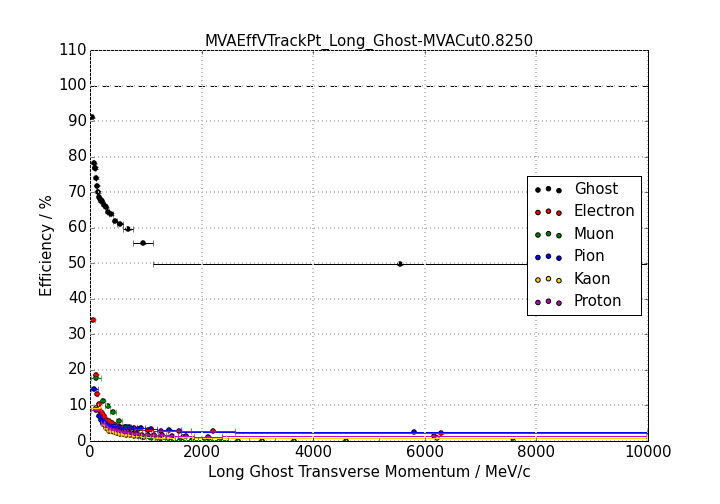 MVAEffVTrackPt_Long_Ghost-MVACut0.8250
110
100
90
80
70
60
50
40
30
20
10
0
Efficiency / %
Ghost
Electron
Muon
Pion
Kaon
Proton
0 2000 4000 6000 8000 10000
Long Ghost Transverse Momentum / MeV/c